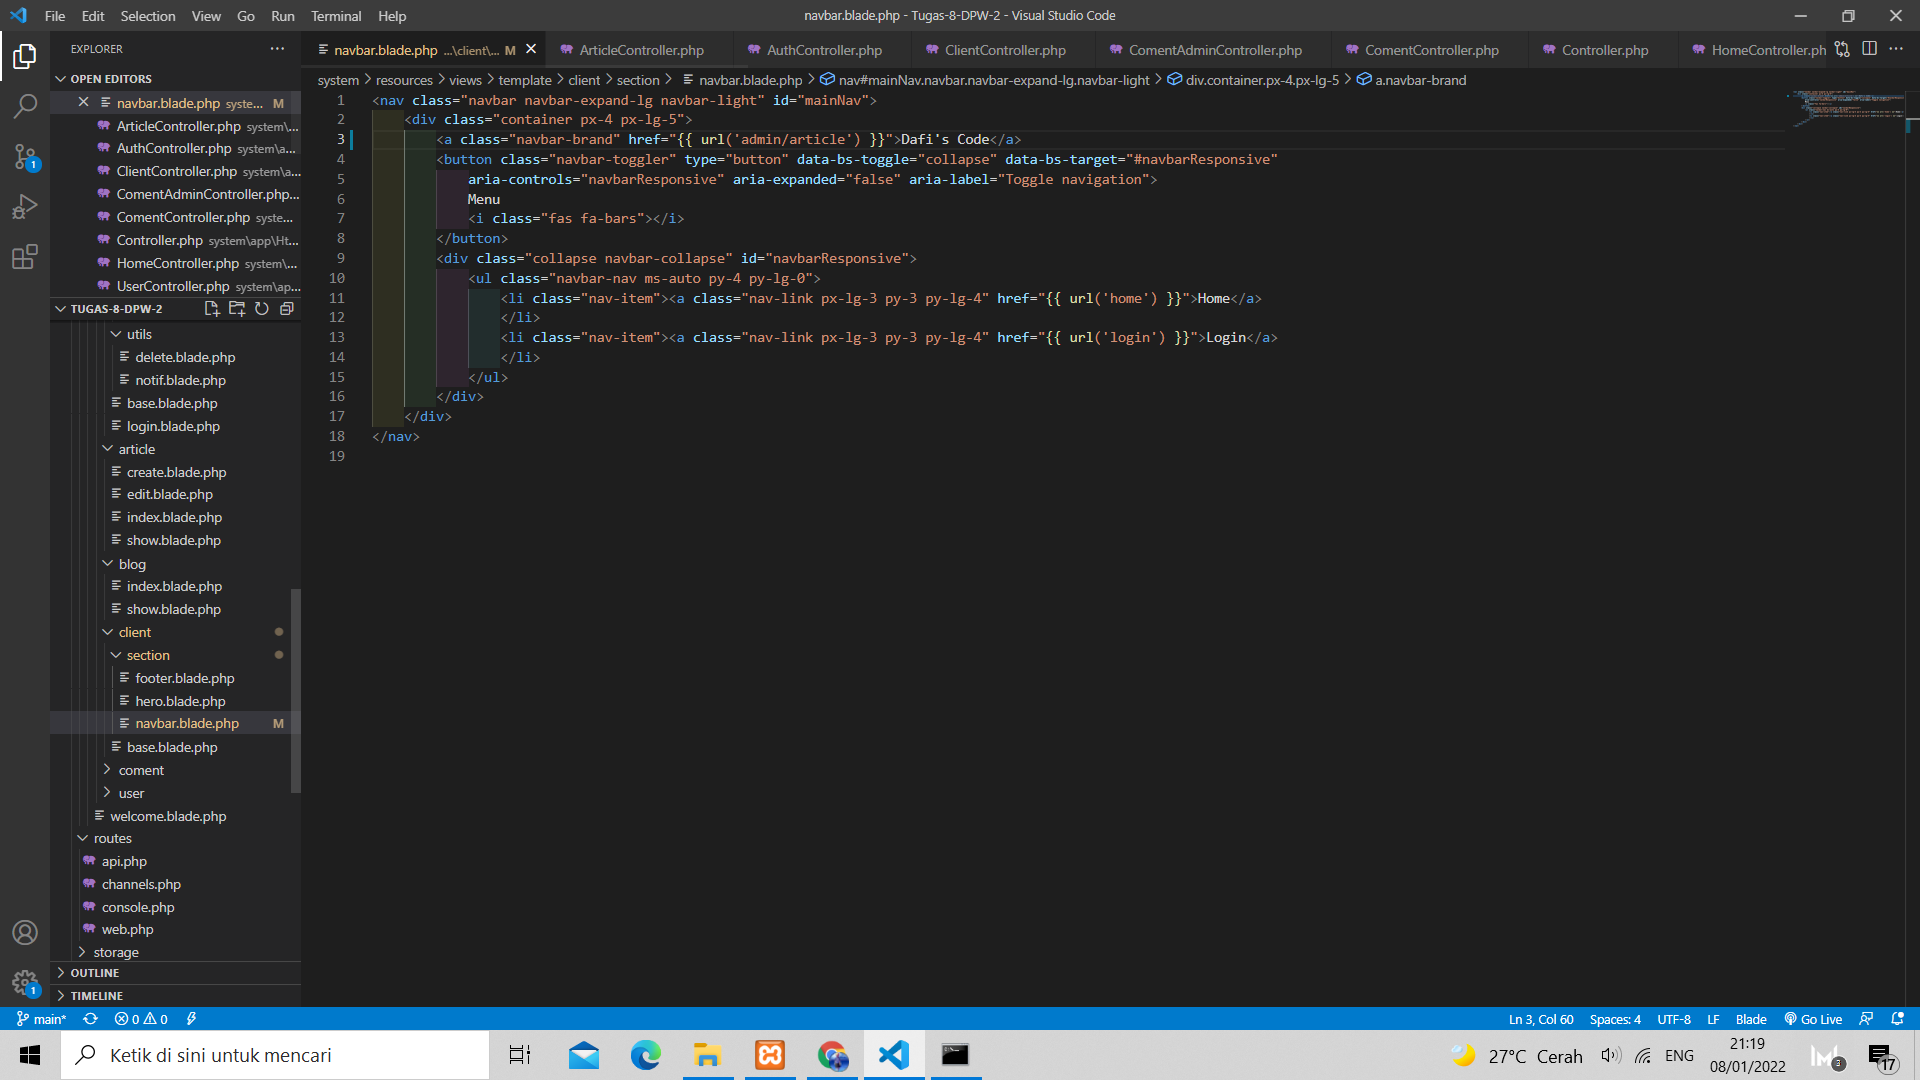 File Edit Selection View Go Run Terminal Help
navbar.blade.php - Tugas-8-DPW-2 - Visual Studio Code
EXPLORER
OPEN EDITORS
navbar.blade.php syste... M
ArticleController.php system\...
AuthController.php system\a...
ClientController.php system\a...
ComentAdminController.php...
ComentController.php syste...
Controller.php system\app\Ht...
HomeController.php system\...
UserController.php system\ap...
TUGAS-8-DPW-2
utils
delete.blade.php
notif.blade.php
base.blade.php
login.blade.php
article
create.blade.php
edit.blade.php
index.blade.php
show.blade.php
blog
index.blade.php
show.blade.php
client
section
footer.blade.php
hero.blade.php
navbar.blade.php M
base.blade.php
coment
user
welcome.blade.php
routes
api.php
channels.php
console.php
web.php
storage
OUTLINE
TIMELINE
navbar.blade.php ...\client\... M ArticleController.php AuthController.php ClientController.php ComentAdminController.php ComentController.php Controller.php HomeController.ph
system > resources > views > template > client > section > navbar.blade.php > nav#mainNav.navbar.navbar-expand-lg.navbar-light > div.container.px-4.px-lg-5 > a.navbar-brand
1 <nav class="navbar navbar-expand-lg navbar-light" id="mainNav">
2 <div class="container px-4 px-lg-5">
3 <a class="navbar-brand" href="{{ url('admin/article') }}">Dafi's Code</a>
4 <button class="navbar-toggler" type="button" data-bs-toggle="collapse" data-bs-target="#navbarResponsive"
5 aria-controls="navbarResponsive" aria-expanded="false" aria-label="Toggle navigation">
6 Menu
7 <i class="fas fa-bars"></i>
8 </button>
9 <div class="collapse navbar-collapse" id="navbarResponsive">
10 <ul class="navbar-nav ms-auto py-4 py-lg-0">
11 <li class="nav-item"><a class="nav-link px-lg-3 py-3 py-lg-4" href="{{ url('home') }}">Home</a>
12 </li>
13 <li class="nav-item"><a class="nav-link px-lg-3 py-3 py-lg-4" href="{{ url('login') }}">Login</a>
14 </li>
15 </ul>
16 </div>
17 </div>
18 </nav>
19
1
1
main* 0 0
Ln 3, Col 60 Spaces: 4 UTF-8 LF Blade Go Live
Ketik di sini untuk mencari
27°C Cerah ENG
21:19
08/01/2022
3
17